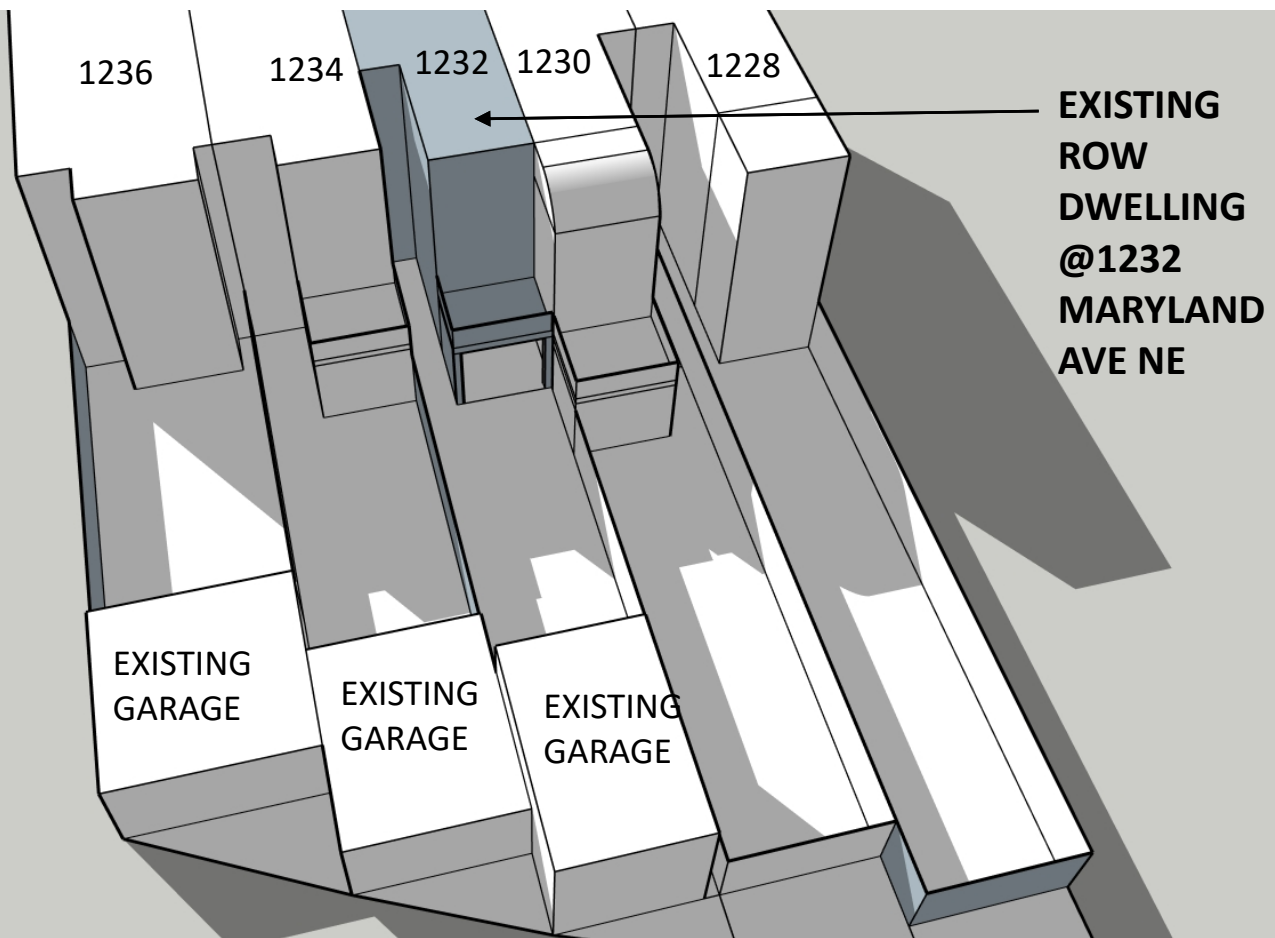 1236
1234
1232
1230
1228
EXISTING
ROW
DWELLING
@1232
MARYLAND
AVE NE
EXISTING
GARAGE
EXISTING
GARAGE
EXISTING
GARAGE